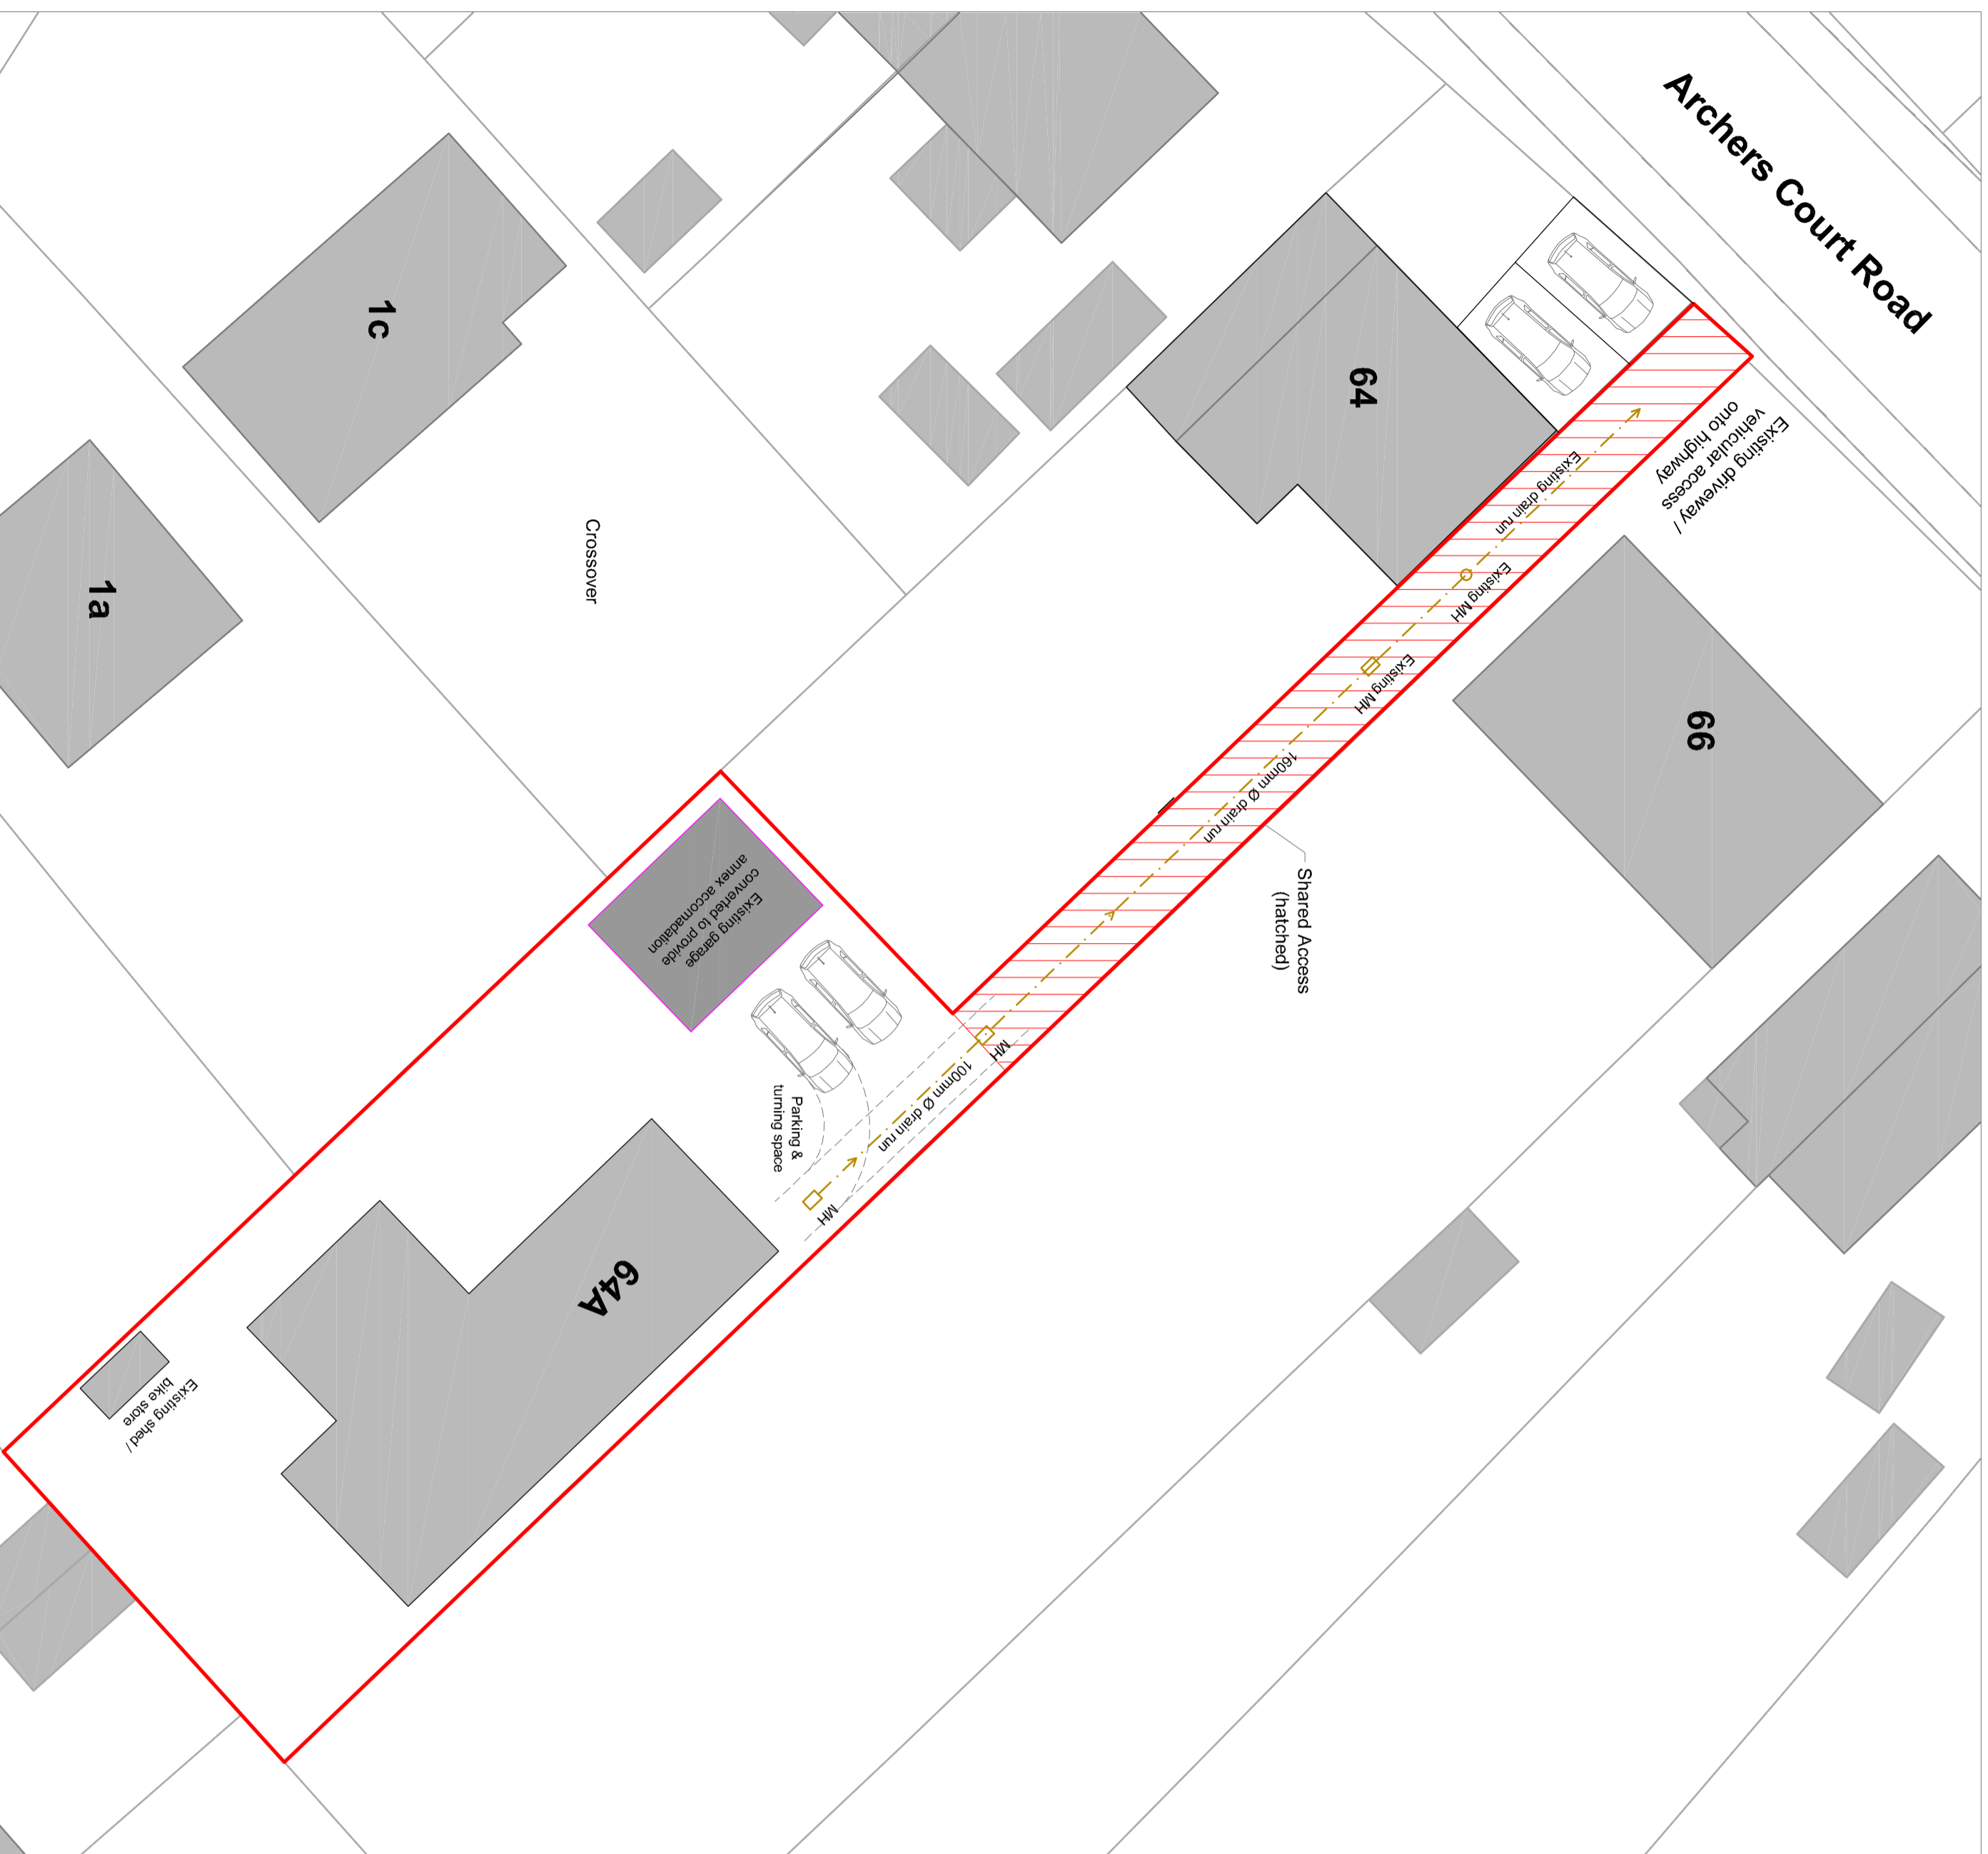 Archers Court Road
Existing driveway /
vehicular access
onto highway
64
66
1c
1a
Crossover
Existing drain run
Existing MH
Existing MH
160mm Ø drain run
Shared Access
(hatched)
Existing garage
converted to provide
annex accomadation
MH
100mm Ø drain run
Parking &
turning space
MH
64A
Existing shed /
bike store